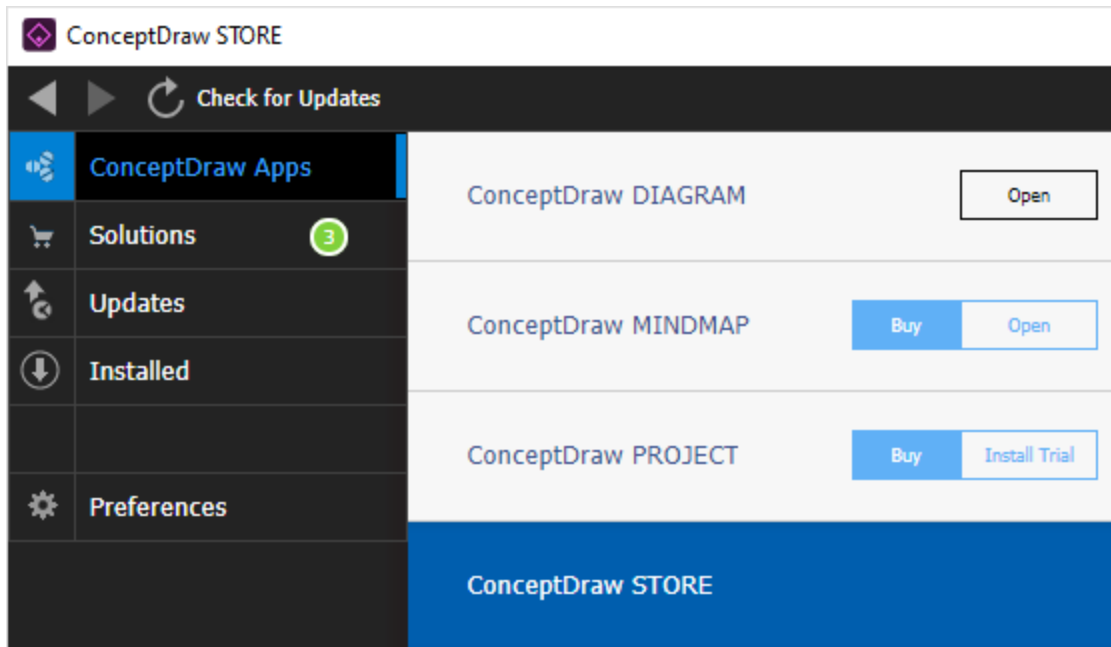 ConceptDraw STORE
Check for Updates
ConceptDraw Apps
Solutions 3
Updates
Installed
Preferences
ConceptDraw DIAGRAM Open
ConceptDraw MINDMAP Buy Open
ConceptDraw PROJECT Buy Install Trial
ConceptDraw STORE